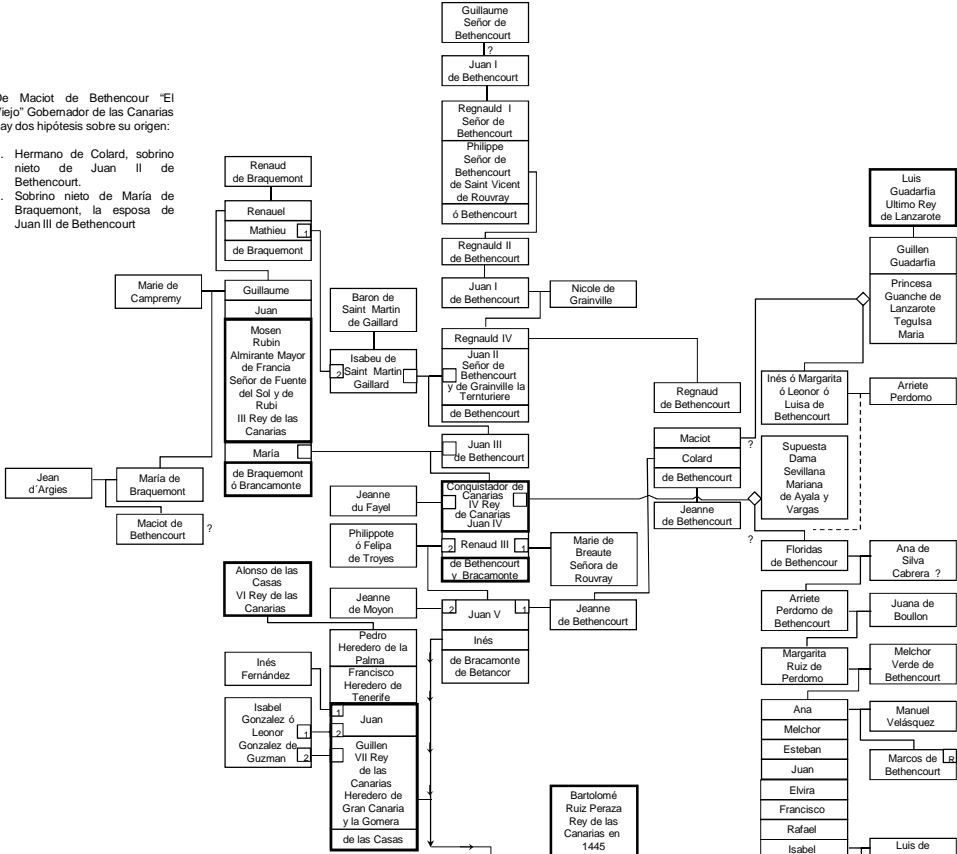 Guillaume
Señor de
Bethencourt
?
Juan I
de Bethencourt
De Maciot de Bethencour “El
Viejo” Gobernador de las Canarias
hay dos hipótesis sobre su origen:
. Hermano de Colard, sobrino
nieto de Juan II de
Bethencourt.
. Sobrino nieto de María de
Braquemont, la esposa de
Juan III de Bethencourt
Regnauld I
Señor de
Bethencourt
Philippe
Señor de
Bethencourt
de Saint Vicent
de Rouvray
ó Bethencourt
Renaud
de Braquemont
Renauel
Mathieu
1
de Braquemont
Regnauld II
de Bethencourt
Luis
Guadarfia
Ultimo Rey
de Lanzarote
Guillen
Guadarfia
Princesa
Guanche de
Lanzarote
Tegulsa
Maria
Marie de
Campremy
Guillaume
Juan
Mosen
Rubin
Almirante Mayor
de Francia
Señor de Fuente
del Sol y de
Rubi
III Rey de las
Canarias
María
de Braquemont
ó Brancamonte
Baron de
Saint Martin
de Gaillard
Isabeu de
2
Saint Martin
Gaillard
Juan I
de Bethencourt
Nicole de
Grainville
Regnauld IV
Juan II
Señor de
Bethencourt
y de Grainville la
Ternturiere
de Bethencourt
Regnaud
de Bethencourt
Inés ó Margarita
ó Leonor ó
Luisa de
Bethencourt
Arriete
Perdomo
Juan III
de Bethencourt
Maciot
?
Colard
de Bethencourt
Jeanne
de Bethencourt
Supuesta
Dama
Sevillana
Mariana
de Ayala y
Vargas
Jean
d´Argies
María de
Braquemont
Maciot de
Bethencourt
?
Jeanne
du Fayel
Conquistador de
Canarias
IV Rey
de Canarias
Juan IV
2
Renaud III
1
de Bethencourt
y Bracamonte
Philippote
ó Felipa
de Troyes
Marie de
Breaute
Señora de
Rouvray
?
Floridas
de Bethencour
Ana de
Silva
Cabrera ?
Alonso de las
Casas
VI Rey de las
Canarias
Jeanne
de Moyon
2
Juan V
1
Inés
de Bracamonte
de Betancor
Jeanne
de Bethencourt
Arriete
Perdomo de
Bethencourt
Juana de
Boullon
Pedro
Heredero de la
Palma
Francisco
Heredero de
Tenerife
1
2
Juan
Guillen
VII Rey
de las
Canarias
Heredero de
Gran Canaria
y la Gomera
de las Casas
Inés
Fernández
Isabel
Gonzalez ó
Leonor
1
Gonzalez de
Guzman
2
Margarita
Ruiz de
Perdomo
Melchor
Verde de
Bethencourt
Ana
Melchor
Esteban
Juan
Elvira
Francisco
Rafael
Isabel
Manuel
Velásquez
Marcos de
R
Bethencourt
Luis de
Bartolomé
Ruiz Peraza
Rey de las
Canarias en
1445